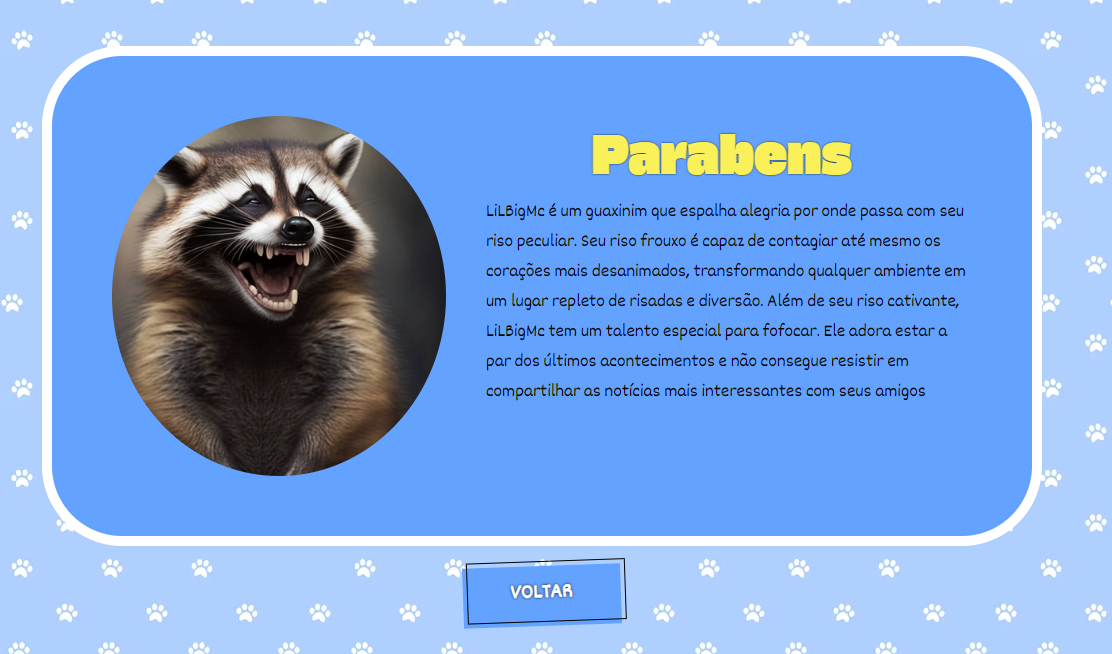 Parabens
LiLBigMc é um guaxinim que espalha alegria por onde passa com seu
riso peculiar. Seu riso frouxo é capaz de contagiar até mesmo os
corações mais desanimados, transformando qualquer ambiente em
um lugar repleto de risadas e diversão. Além de seu riso cativante,
LiLBigMc tem um talento especial para fofocar. Ele adora estar a
par dos últimos acontecimentos e não consegue resistir em
compartilhar as notícias mais interessantes com seus amigos
VOLTAR